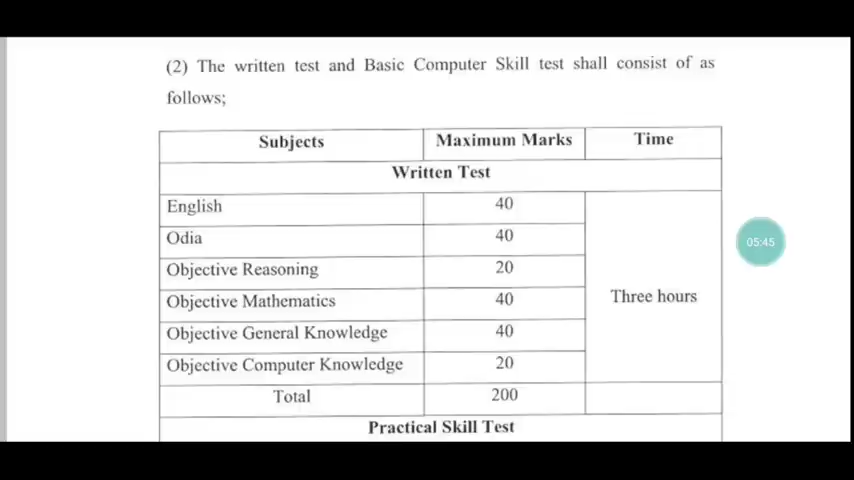 (2) The written test and Basic Computer Skill test shall consist of as
follows;
Subjects Maximum Marks Time
Written Test
English 40
Odia 40
Objective Reasoning 20
Objective Mathematics 40
Three hours
Objective General Knowledge 40
Objective Computer Knowledge 20
Total 200
Practical Skill Test
05:45